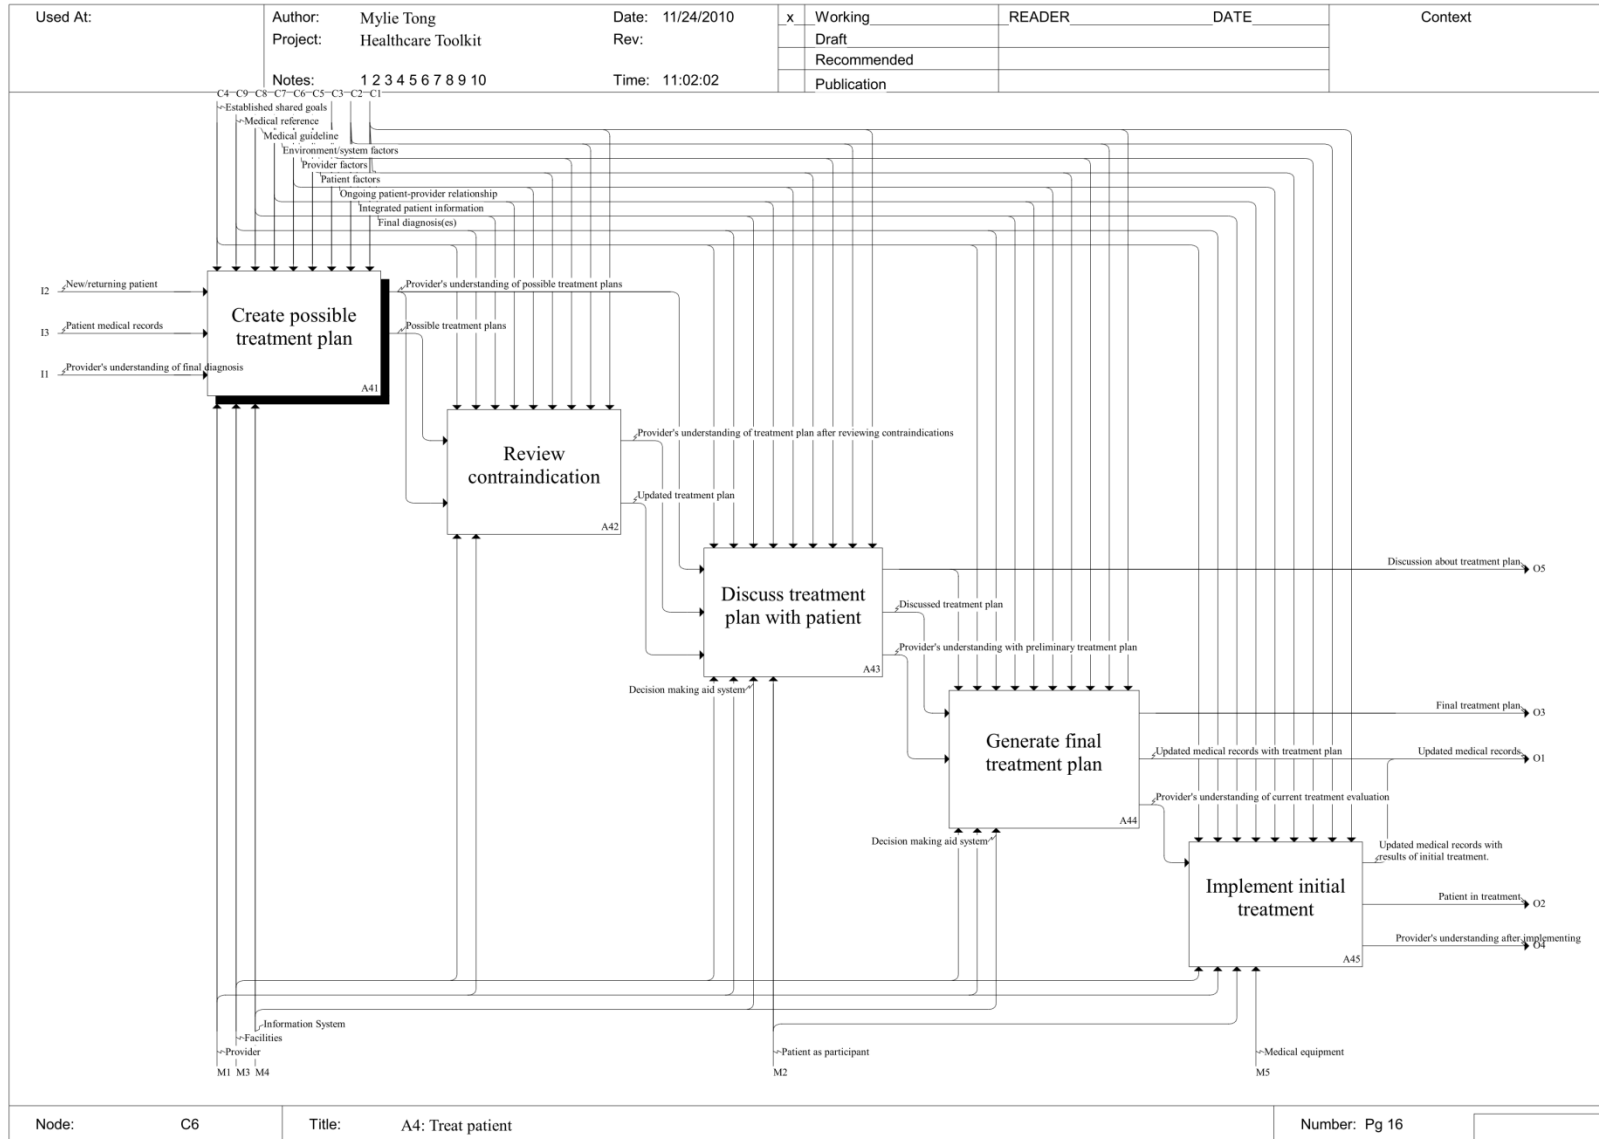 Used At:
Author: Mylie Tong
Date: 11/24/2010
x Working
READER DATE
Context
Project: Healthcare Toolkit
Rev:
Draft
Recommended
Notes: 1 2 3 4 5 6 7 8 9 10
Time: 11:02:02
Publication
C4 C9 C8 C7 C6 C5 C3 C2 C1
Established shared goals
Medical reference
Medical guideline
Environment/system factors
Provider factors
Patient factors
Ongoing patient-provider relationship
Integrated patient information
Final diagnosis(es)
I2 New/returning patient
I3 Patient medical records
I1 Provider's understanding of final diagnosis
Create possible
treatment plan
A41
Provider's understanding of possible treatment plans
Possible treatment plans
Review
contraindication
A42
Provider's understanding of treatment plan after reviewing contraindications
Updated treatment plan
Discuss treatment
plan with patient
A43
Discussion about treatment plan O5
Discussed treatment plan
Provider's understanding with preliminary treatment plan
Decision making aid system
Generate final
treatment plan
A44
Final treatment plan O3
Updated medical records with treatment plan
Updated medical records O1
Provider's understanding of current treatment evaluation
Decision making aid system
Updated medical records with
results of initial treatment.
Implement initial
treatment
A45
Patient in treatment O2
Provider's understanding after implementing O4
Information System
Facilities
Provider
Patient as participant
Medical equipment
M1 M3 M4
M2
M5
Node: C6
Title: A4: Treat patient
Number: Pg 16